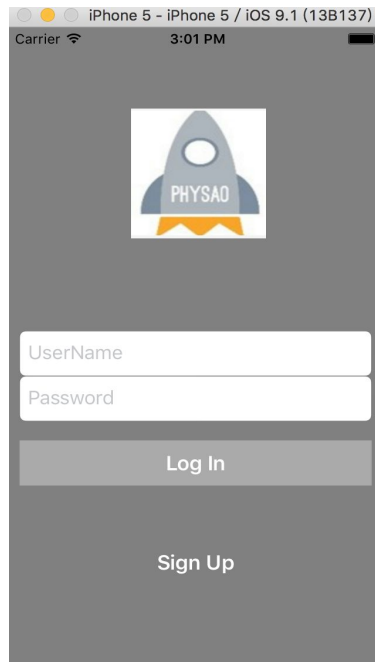 iPhone 5 - iPhone 5 / iOS 9.1 (13B137)
Carrier 3:01 PM
PHYSAO
UserName
Password
Log In
Sign Up